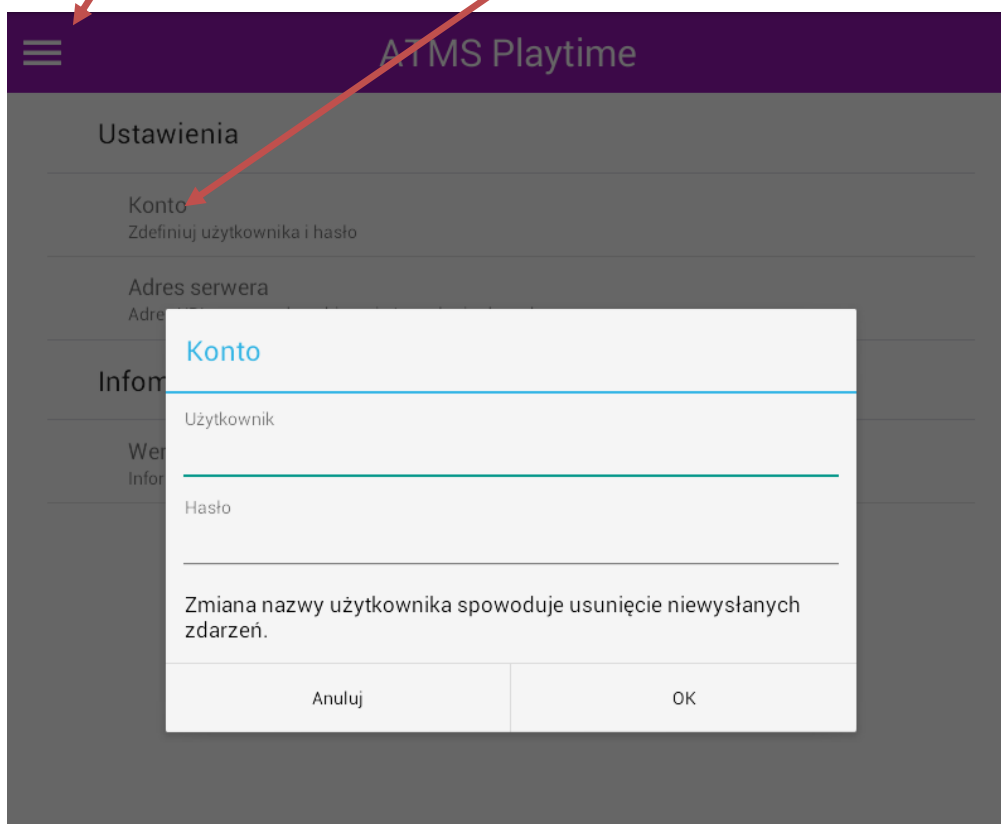 ATMS Playtime
Ustawienia
Konto
Zdefiniuj użytkownika i hasło
Adres serwera
Konto
Użytkownik
Hasło
Zmiana nazwy użytkownika spowoduje usunięcie niewysłanych
zdarzeń.
Anuluj
OK